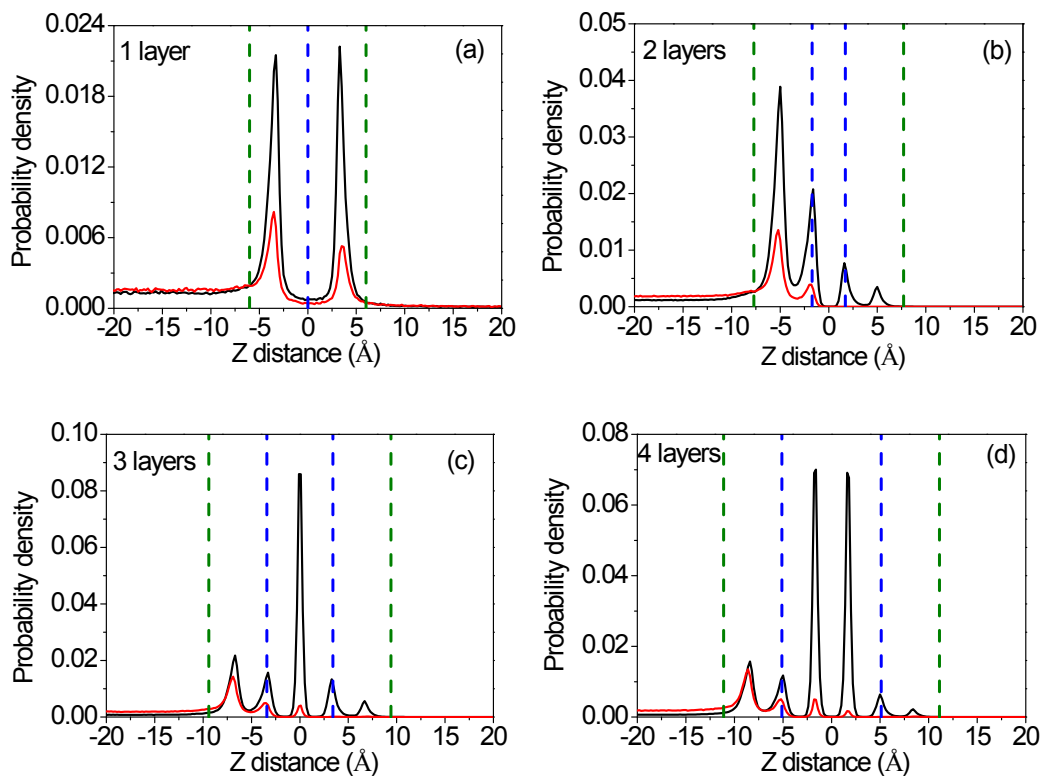 1 layer
(a)
0.024
0.018
0.012
0.006
0.000
Probability density
-20 -15 -10 -5 0 5 10 15 20
Z distance (Å)
2 layers
(b)
0.05
0.04
0.03
0.02
0.01
0.00
Probability density
-20 -15 -10 -5 0 5 10 15 20
Z distance (Å)
3 layers
(c)
0.10
0.08
0.06
0.04
0.02
0.00
Probability density
-20 -15 -10 -5 0 5 10 15 20
Z distance (Å)
4 layers
(d)
0.08
0.06
0.04
0.02
0.00
Probability density
-20 -15 -10 -5 0 5 10 15 20
Z distance (Å)